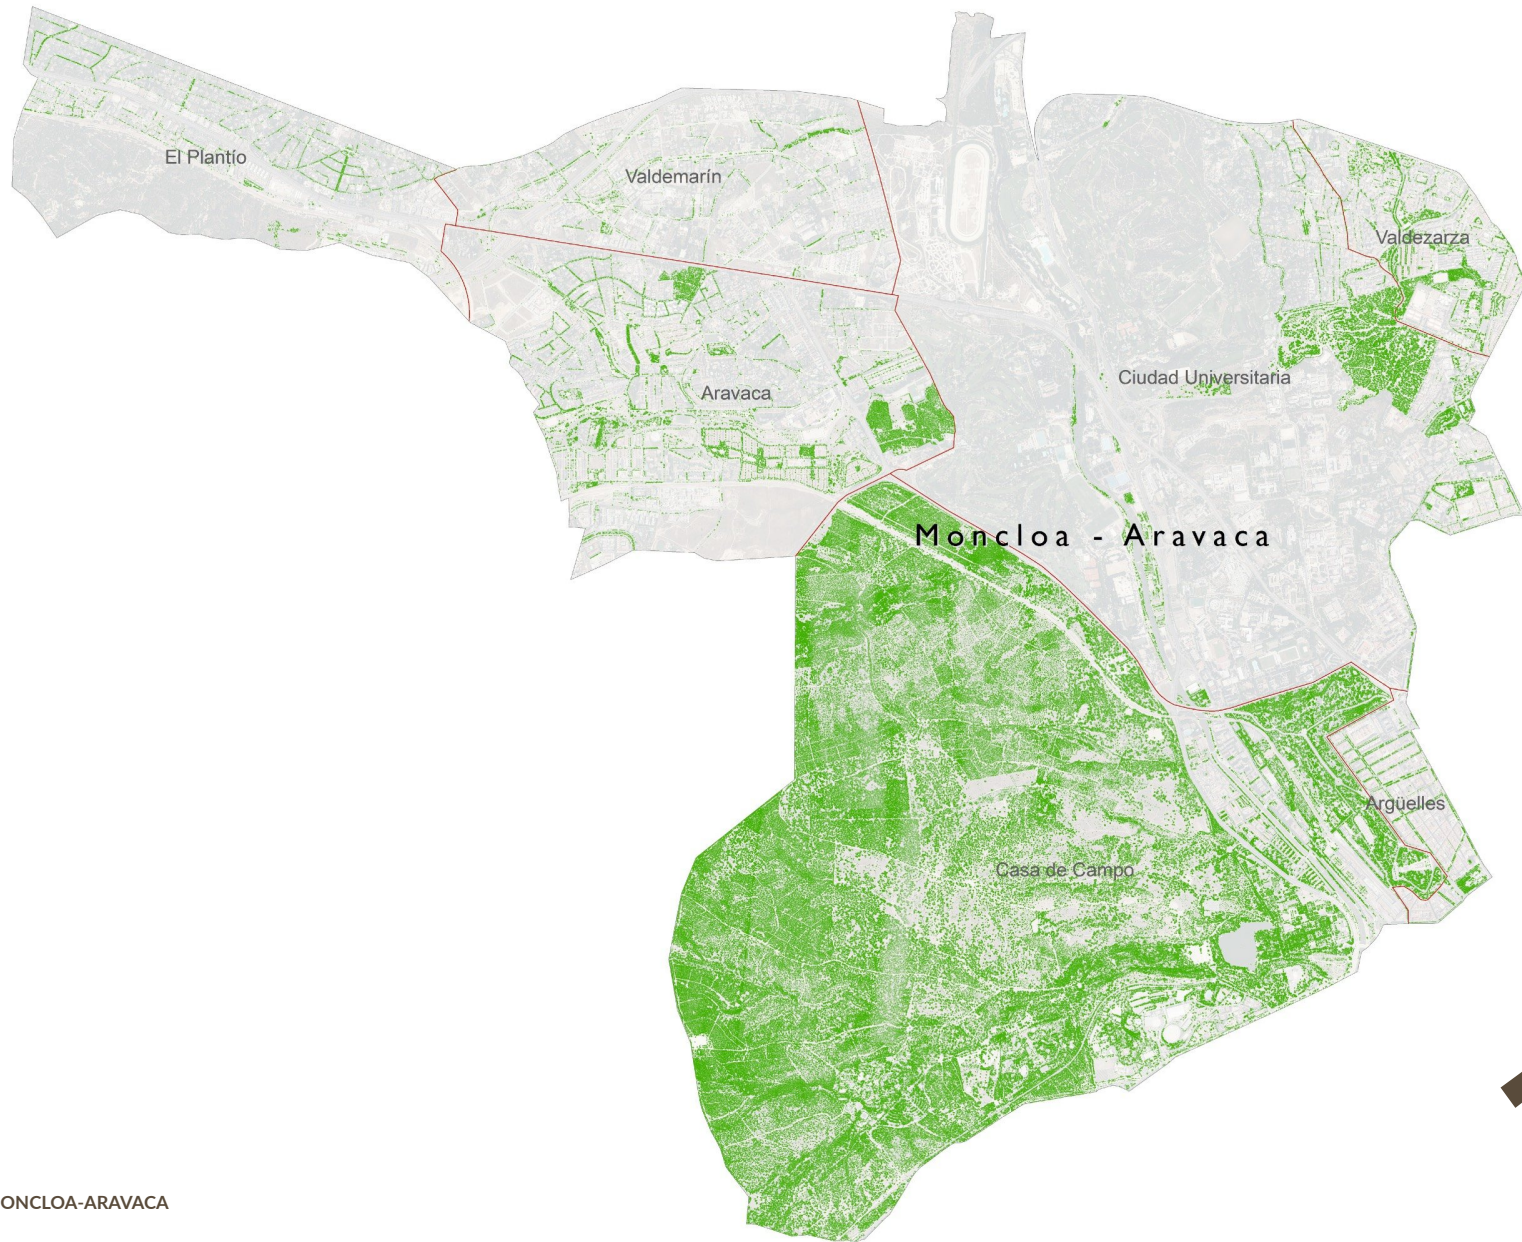 El Plantío
Valdemarín
Valdezarza
Ciudad Universitaria
Aravaca
Moncloa - Aravaca
Argüelles
Casa de Campo
ONCLOA-ARAVACA